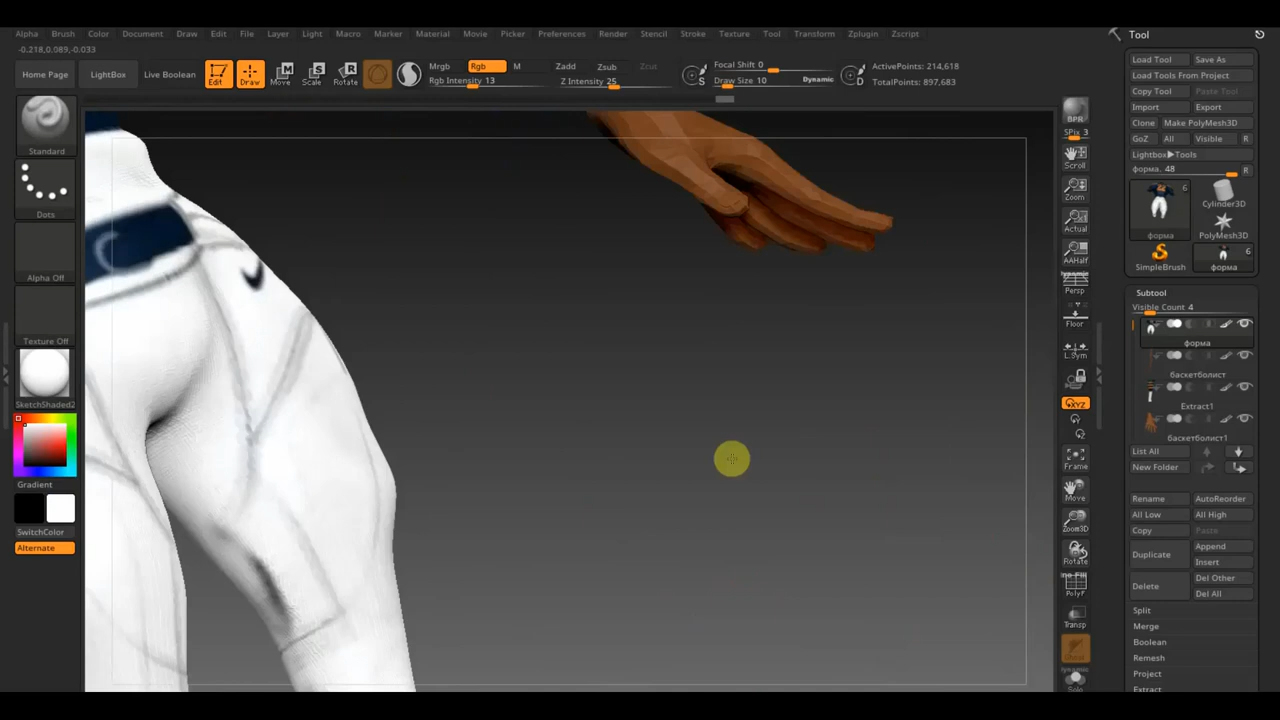 Alpha Brush Color Document Draw Edit File Layer Light Macro Marker Material Movie Picker Preferences Render Stencil Stroke Texture Tool Transform Zplugin Zscript
Tool
-0.218,0.089,-0.033
Home Page
LightBox
Live Boolean
Edit
Draw
Move
Scale
Rotate
Mrgb
Rgb
M
Rgb Intensity 13
Zadd
Zsub
Znat
Z Intensity 25
S
Focal Shift 0
Draw Size 10
Dynamic
D
ActivePoints: 214,618
TotalPoints: 897,683
Load Tool
Save As
Load Tools From Project
Copy Tool
Paste Tool
Import
Export
Clone
Make PolyMesh3D
GoZ
All
Visible
R
Lightbox▶Tools
форма. 48
R
6
форма
Cylinder3D
PolyMesh3D
SimpleBrush
6
форма
Subtool
Visible Count 4
форма
баскетболист
Extract1
баскетболист1
List All
New Folder
Rename
AutoReorder
All Low
All High
Copy
Paste
Duplicate
Append
Insert
Delete
Del Other
Del All
Split
Merge
Boolean
Remesh
Project
Extract
Standard
Dots
Alpha Off
Texture Off
SketchShaded2
Gradient
SwitchColor
Alternate
BPR
SPix 3
Scroll
Zoom
Actual
AAHalf
Dynamic
Persp
Floor
L.Sym
XYZ
Frame
Move
Zoom3D
Rotate
PolyF
Transp
Dynamic
Solo